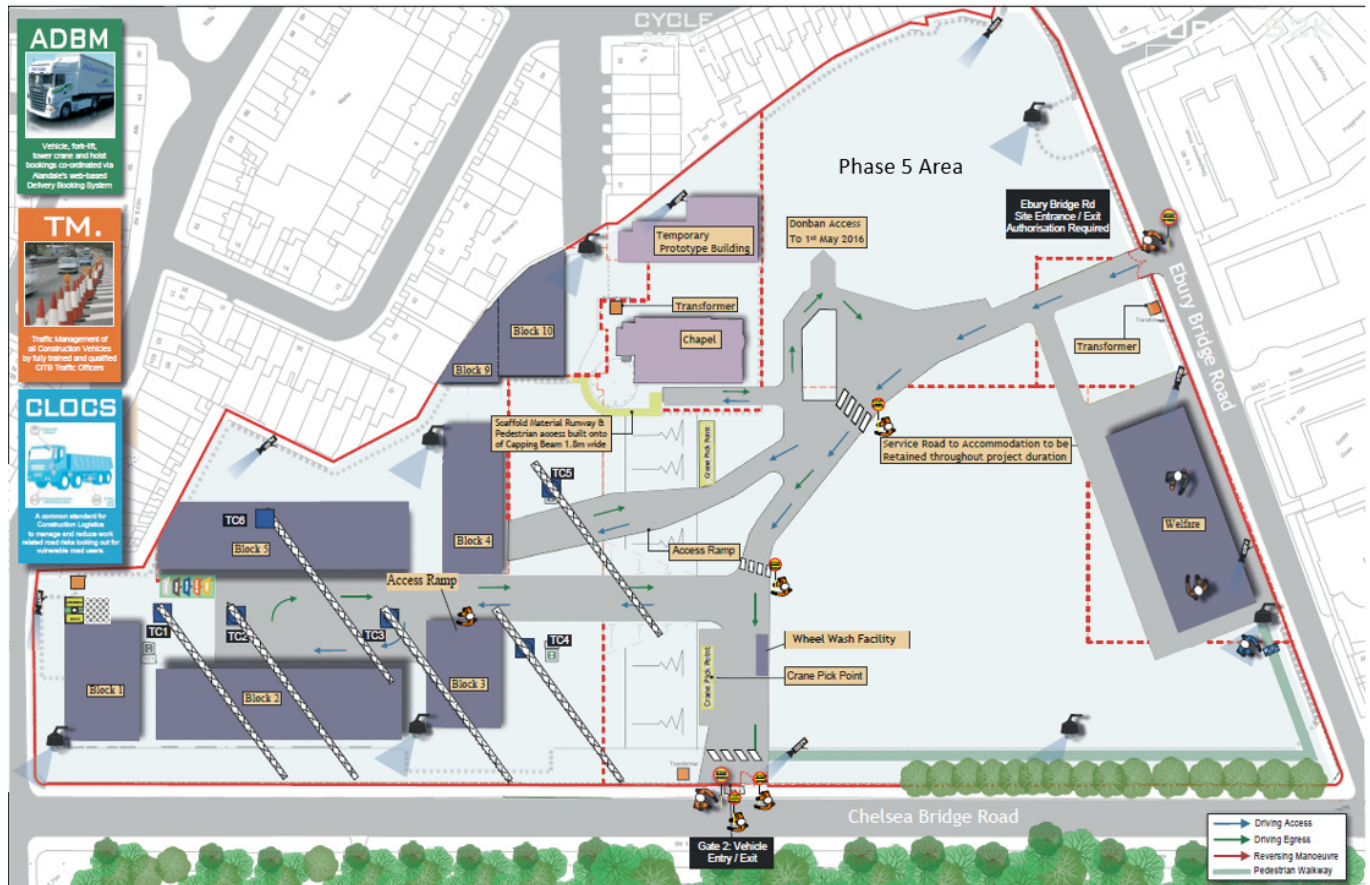 ADBM
Vehicle, fork-lift,
tower crane and hoist
bookings co-ordinated via
Alandale's web-based
Delivery Booking System
TM.
Traffic Management of
all Construction Vehicles
by fully trained and qualified
CITB Traffic Officers
CLOCS
A common standard for
Construction Logistics
to manage and reduce work
related road risks looking out for
vulnerable road users.
CYCLE
Phase 5 Area
Ebury Bridge Rd
Site Entrance / Exit
Authorisation Required
Donban Access
To 1st May 2016
Temporary
Prototype Building
Ebury Bridge Road
Transformer
Transformer
Transformer
Block 10
Chapel
Block 9
Scaffold Material Runway &
Pedestrian access built onto
of Capping Beam 1.8m wide
Crane Pick Point
Service Road to Accommodation to be
Retained throughout project duration
TC5
TC6
Block 5
Block 4
Welfare
Access Ramp
Access Ramp
TC1
TC2
TC3
TC4
Wheel Wash Facility
Crane Pick Point
Crane Pick Point
Block 1
Block 2
Block 3
Transformer
Chelsea Bridge Road
Gate 2: Vehicle
Entry / Exit
Driving Access
Driving Egress
Reversing Manoeuvre
Pedestrian Walkway